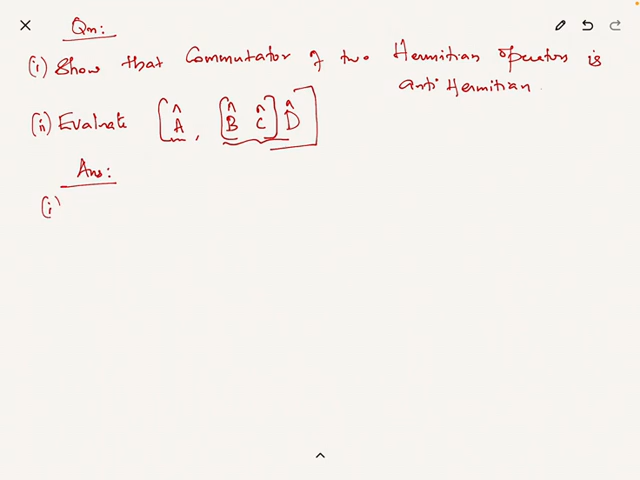 Qn:
(i) Show that Commutator of two Hermitian operators is
anti Hermitian.
(ii) Evaluate [Â, [B̂ Ĉ] D̂]
Ans:
(i)